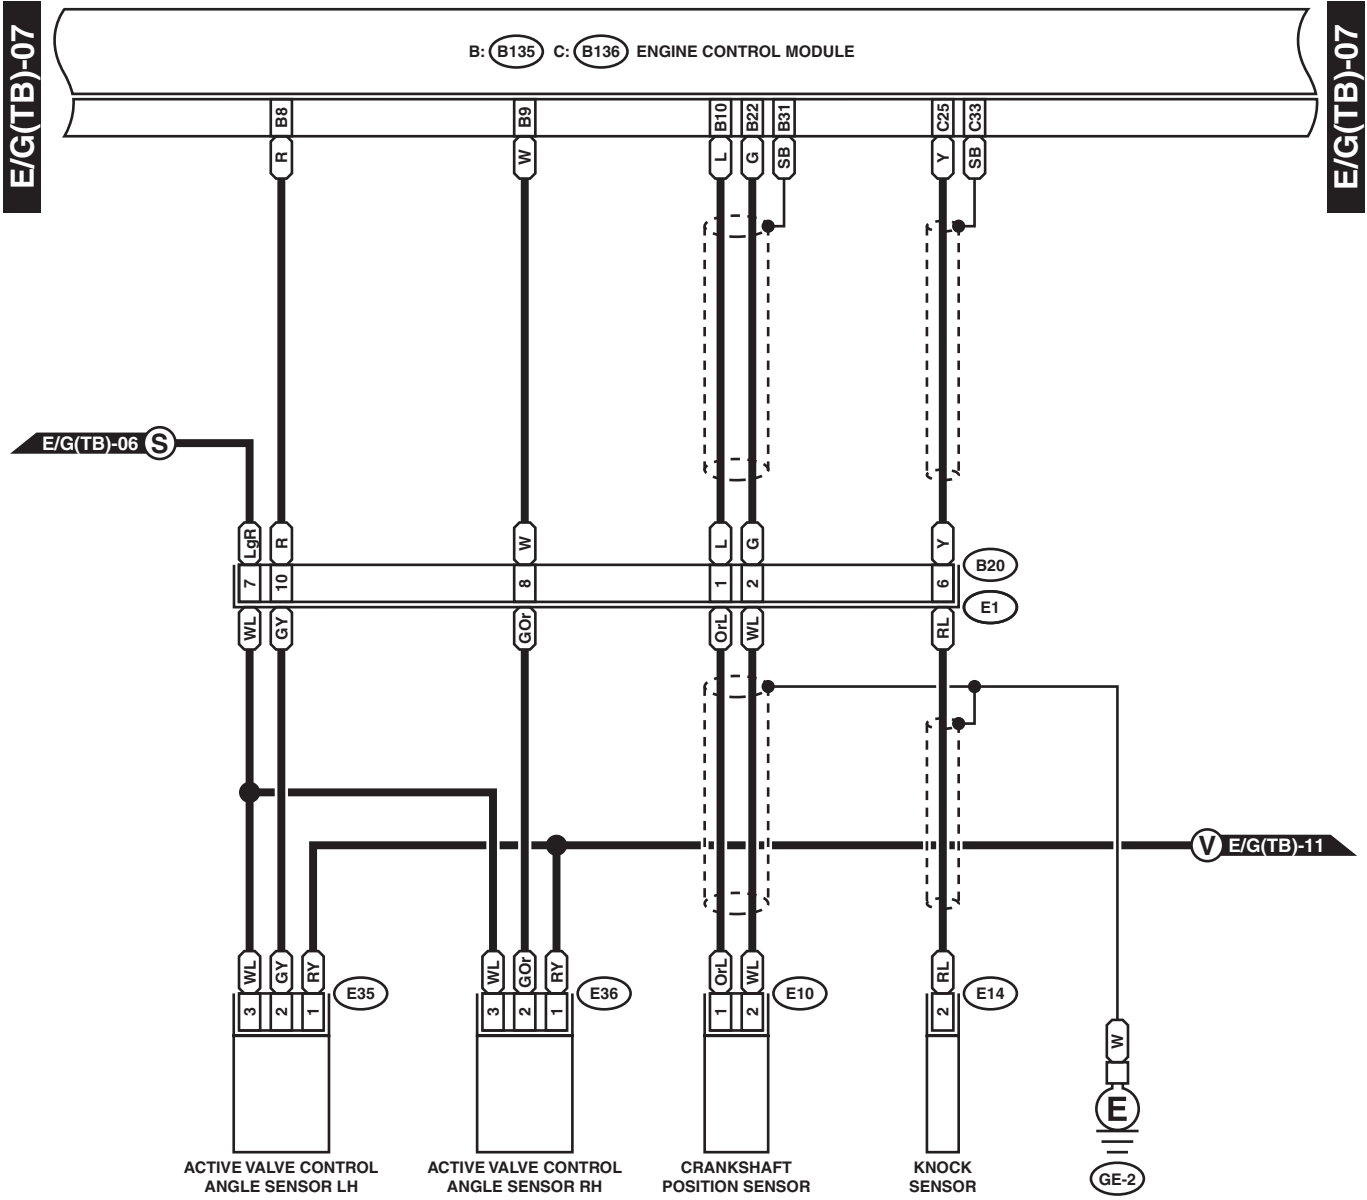 E/G(TB)-07
E/G(TB)-07
B: B135 C: B136 ENGINE CONTROL MODULE
B8 B9 B10 B22 B31 C25 C33
R W L G SB Y SB
E/G(TB)-06 S
LgR R W L G Y
7 10 8 1 2 6 B20
E1
WL GY GOr OrL WL RL
V E/G(TB)-11
WL GY RY WL GOr RY OrL WL RL
E35 E36 E10 E14
3 2 1 3 2 1 1 2 2
W
E
ACTIVE VALVE CONTROL
ANGLE SENSOR LH
ACTIVE VALVE CONTROL
ANGLE SENSOR RH
CRANKSHAFT
POSITION SENSOR
KNOCK
SENSOR
GE-2